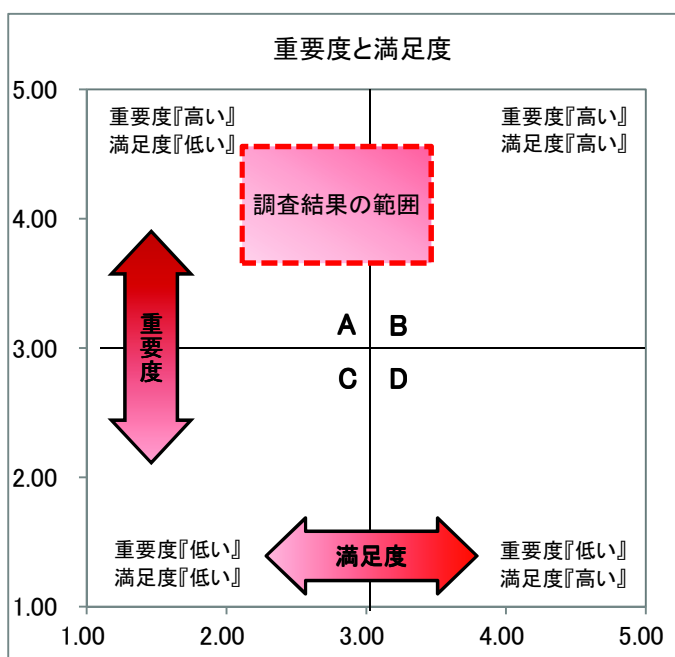 重要度と満足度
5.00
重要度『高い』
満足度『低い』
重要度『高い』
満足度『高い』
調査結果の範囲
4.00
重要度
A
B
3.00
C
D
2.00
重要度『低い』
満足度『低い』
満足度
重要度『低い』
満足度『高い』
1.00
1.00
2.00
3.00
4.00
5.00